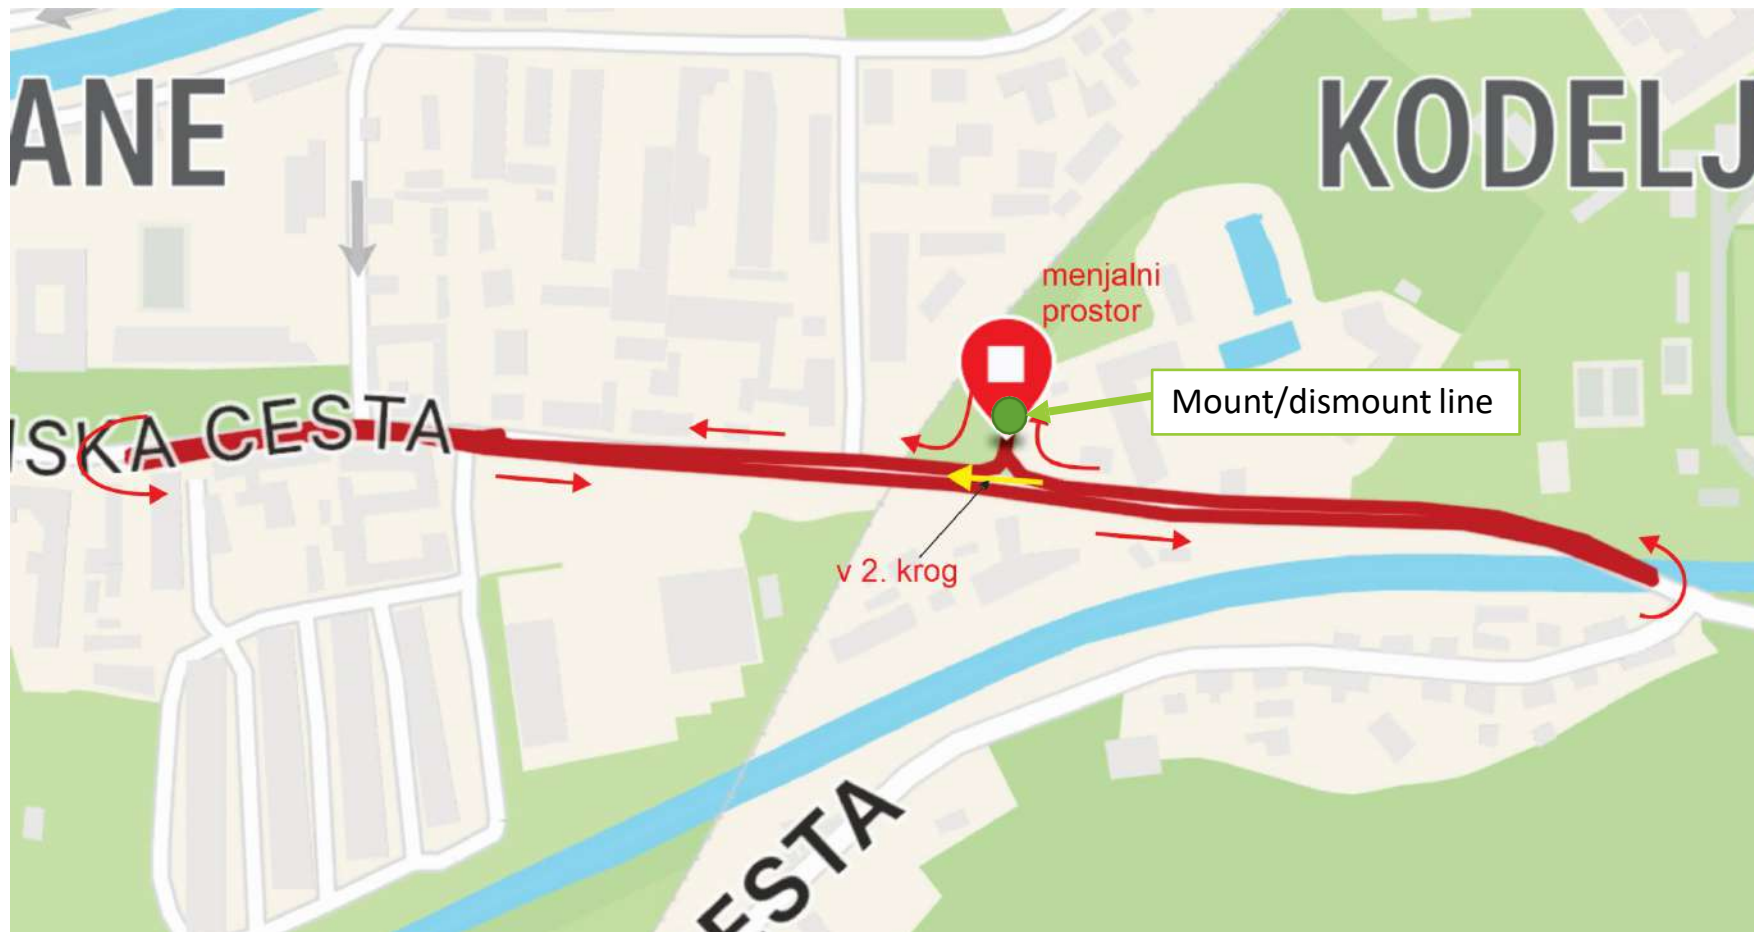 ANE
KODELJ
menjalni
prostor
Mount/dismount line
ISKA CESTA
v 2. krog
ESTA